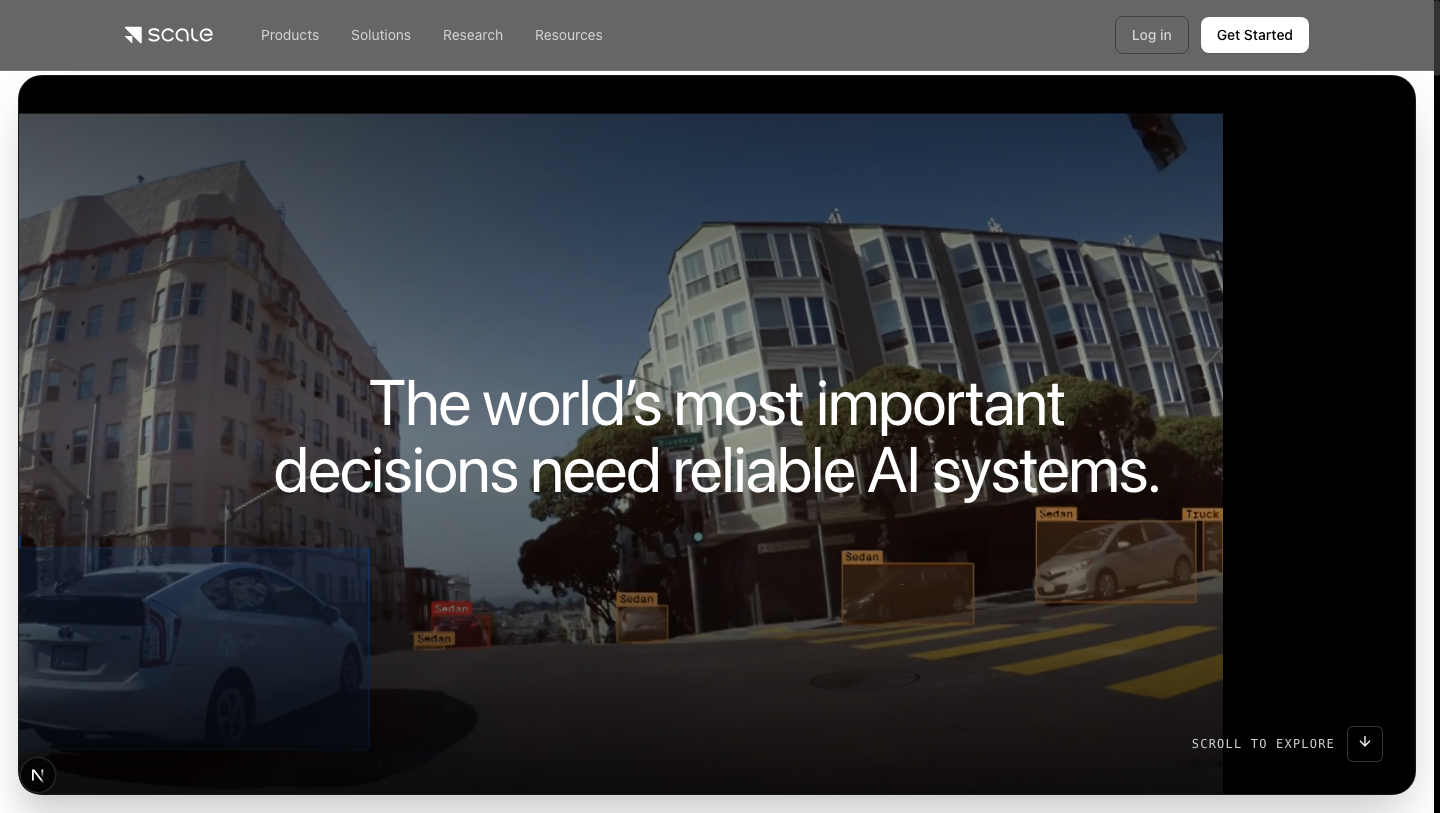 scale
Products
Solutions
Research
Resources
Log in
Get Started
The world’s most important
decisions need reliable AI systems.
Broadway
Sedan
Truck
Sedan
Sedan
Sedan
Sedan
SCROLL TO EXPLORE
N